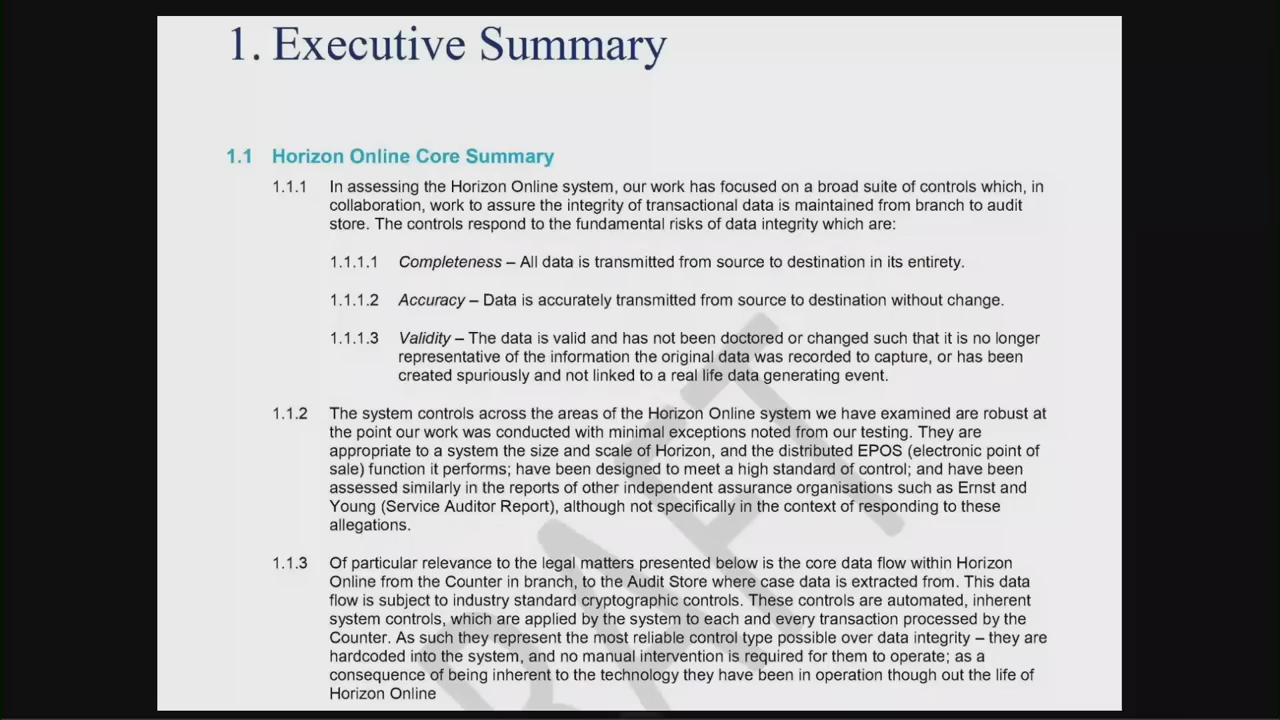 1. Executive Summary
1.1 Horizon Online Core Summary
1.1.1 In assessing the Horizon Online system, our work has focused on a broad suite of controls which, in
collaboration, work to assure the integrity of transactional data is maintained from branch to audit
store. The controls respond to the fundamental risks of data integrity which are:
1.1.1.1 Completeness – All data is transmitted from source to destination in its entirety.
1.1.1.2 Accuracy – Data is accurately transmitted from source to destination without change.
1.1.1.3 Validity – The data is valid and has not been doctored or changed such that it is no longer
representative of the information the original data was recorded to capture, or has been
created spuriously and not linked to a real life data generating event.
1.1.2 The system controls across the areas of the Horizon Online system we have examined are robust at
the point our work was conducted with minimal exceptions noted from our testing. They are
appropriate to a system the size and scale of Horizon, and the distributed EPOS (electronic point of
sale) function it performs; have been designed to meet a high standard of control; and have been
assessed similarly in the reports of other independent assurance organisations such as Ernst and
Young (Service Auditor Report), although not specifically in the context of responding to these
allegations.
1.1.3 Of particular relevance to the legal matters presented below is the core data flow within Horizon
Online from the Counter in branch, to the Audit Store where case data is extracted from. This data
flow is subject to industry standard cryptographic controls. These controls are automated, inherent
system controls, which are applied by the system to each and every transaction processed by the
Counter. As such they represent the most reliable control type possible over data integrity – they are
hardcoded into the system, and no manual intervention is required for them to operate; as a
consequence of being inherent to the technology they have been in operation though out the life of
Horizon Online
DRAFT